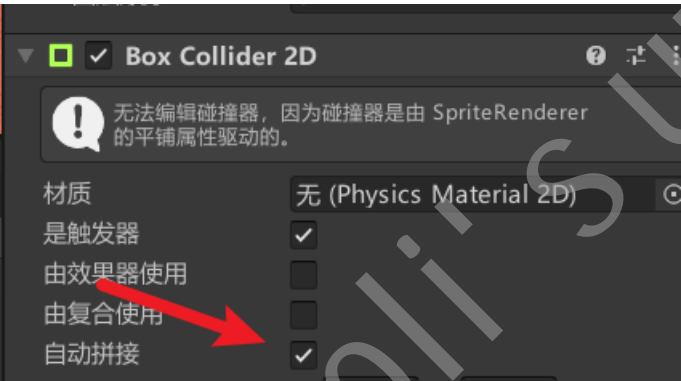 Box Collider 2D
无法编辑碰撞器，因为碰撞器是由 SpriteRenderer
的平铺属性驱动的。
材质 无 (Physics Material 2D)
是触发器
由效果器使用
由复合使用
自动拼接